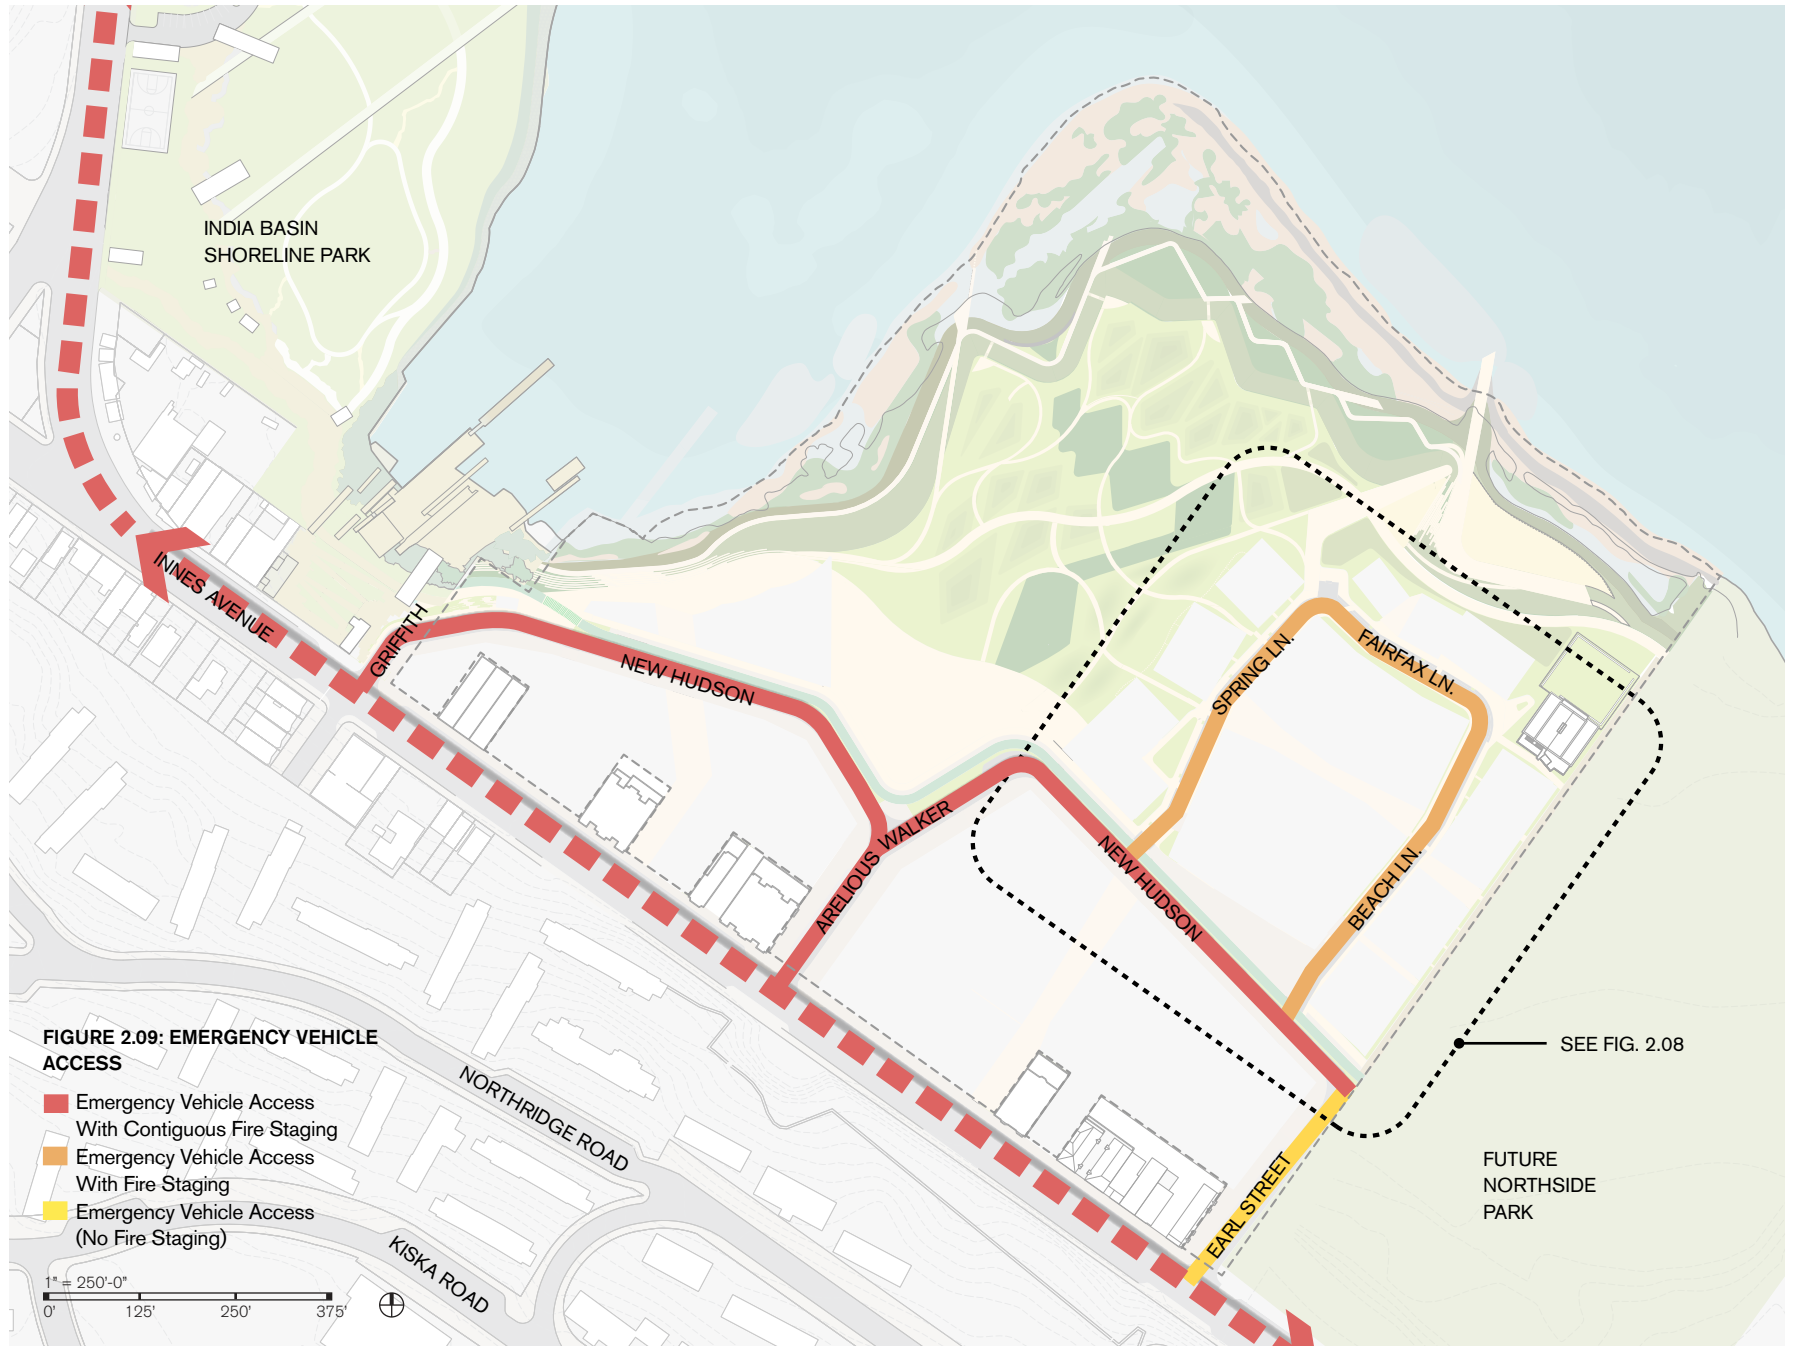 INDIA BASIN
SHORELINE PARK
INNES AVENUE
GRIFFITH
NEW HUDSON
ARELIOUS WALKER
NEW HUDSON
SPRING LN.
FAIRFAX LN.
BEACH LN.
EARL STREET
SEE FIG. 2.08
FUTURE
NORTHSIDE
PARK
NORTHRIDGE ROAD
KISKA ROAD
FIGURE 2.09: EMERGENCY VEHICLE
ACCESS
Emergency Vehicle Access
With Contiguous Fire Staging
Emergency Vehicle Access
With Fire Staging
Emergency Vehicle Access
(No Fire Staging)
1" = 250'-0"
0' 125' 250' 375'